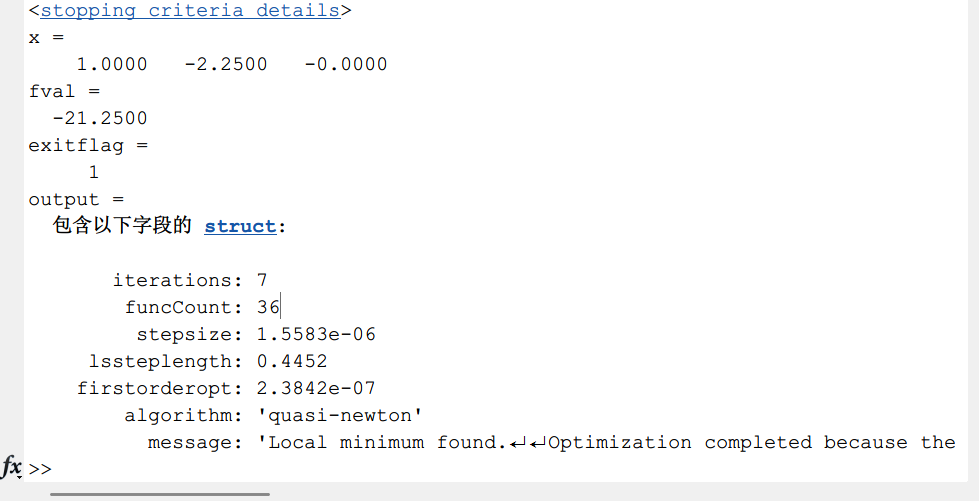 <stopping criteria details>
x =
1.0000 -2.2500 -0.0000
fval =
-21.2500
exitflag =
1
output =
包含以下字段的 struct:
iterations: 7
funcCount: 36
stepsize: 1.5583e-06
lssteplength: 0.4452
firstorderopt: 2.3842e-07
algorithm: 'quasi-newton'
message: 'Local minimum found.↵↵Optimization completed because the
fx >>